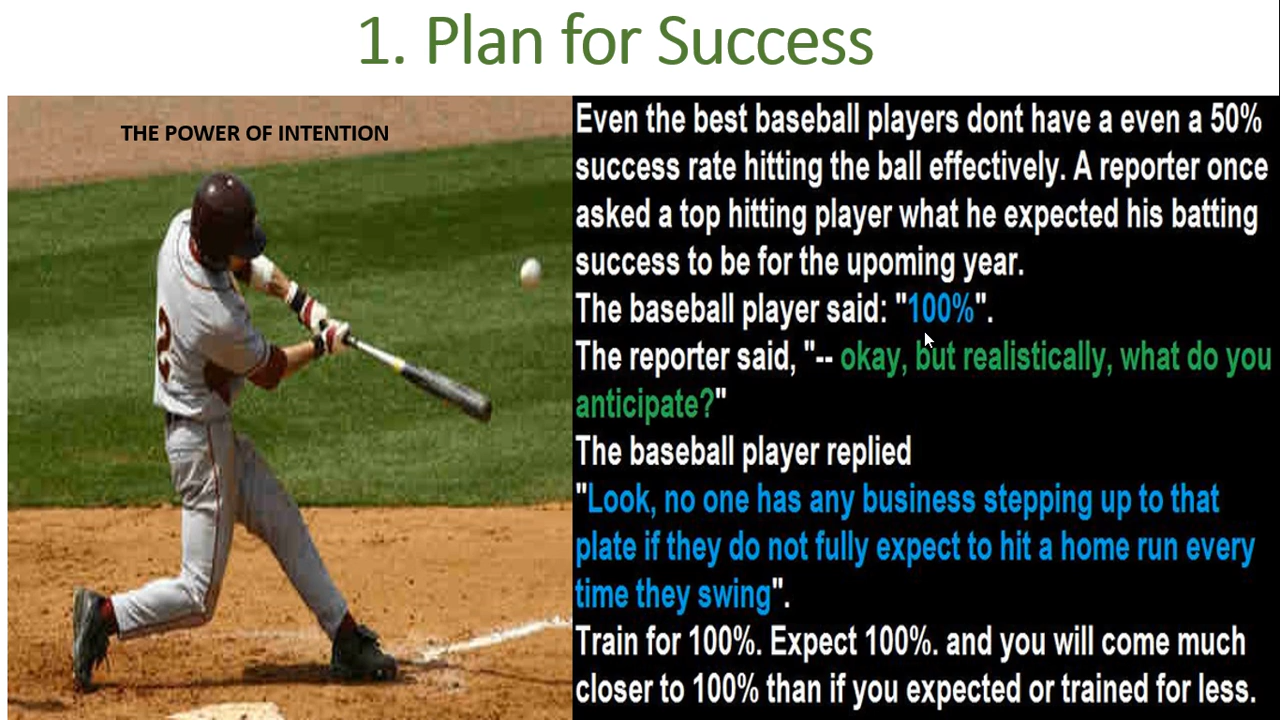 1. Plan for Success
THE POWER OF INTENTION
2
Even the best baseball players dont have a even a 50%
success rate hitting the ball effectively. A reporter once
asked a top hitting player what he expected his batting
success to be for the upoming year.
The baseball player said: "100%".
The reporter said, "-- okay, but realistically, what do you
anticipate?"
The baseball player replied
"Look, no one has any business stepping up to that
plate if they do not fully expect to hit a home run every
time they swing".
Train for 100%. Expect 100%. and you will come much
closer to 100% than if you expected or trained for less.